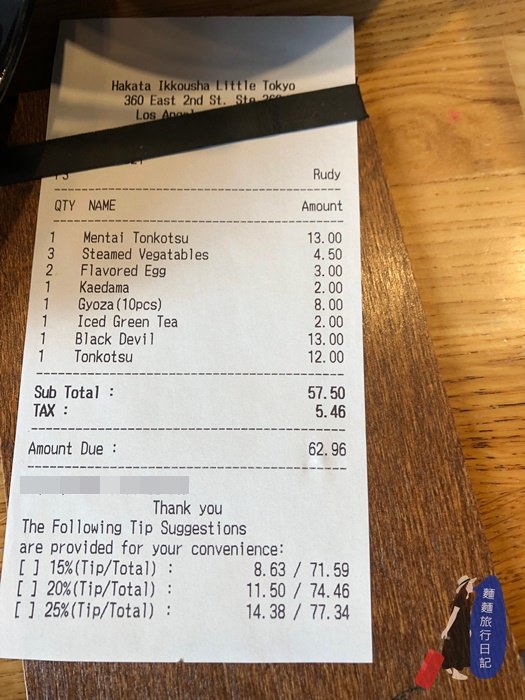 Hakata Ikkousha Little Tokyo
360 East 2nd St. Ste
Los
Rudy
QTY NAME Amount
1 Mentai Tonkotsu 13.00
3 Steamed Vegatables 4.50
2 Flavored Egg 3.00
1 Kaedama 2.00
1 Gyoza(10pcs) 8.00
1 Iced Green Tea 2.00
1 Black Devil 13.00
1 Tonkotsu 12.00
Sub Total : 57.50
TAX : 5.46
Amount Due : 62.96
Thank you
The Following Tip Suggestions
are provided for your convenience:
[ ] 15%(Tip/Total) : 8.63 / 71.59
[ ] 20%(Tip/Total) : 11.50 / 74.46
[ ] 25%(Tip/Total) : 14.38 / 77.34
麵麵旅行日記